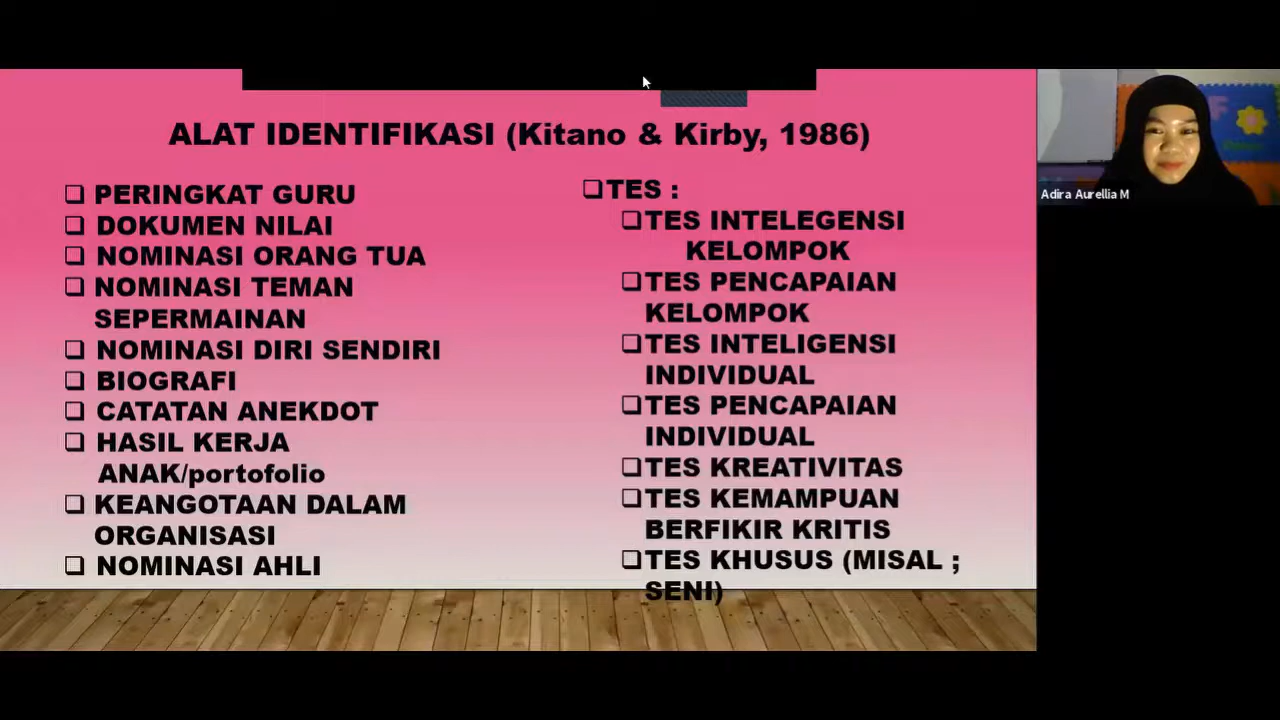 ALAT IDENTIFIKASI (Kitano & Kirby, 1986)
❑ PERINGKAT GURU
❑ DOKUMEN NILAI
❑ NOMINASI ORANG TUA
❑ NOMINASI TEMAN
SEPERMAINAN
❑ NOMINASI DIRI SENDIRI
❑ BIOGRAFI
❑ CATATAN ANEKDOT
❑ HASIL KERJA
ANAK/portofolio
❑ KEANGOTAAN DALAM
ORGANISASI
❑ NOMINASI AHLI
❑TES :
❑TES INTELEGENSI
KELOMPOK
❑TES PENCAPAIAN
KELOMPOK
❑TES INTELIGENSI
INDIVIDUAL
❑TES PENCAPAIAN
INDIVIDUAL
❑TES KREATIVITAS
❑TES KEMAMPUAN
BERFIKIR KRITIS
❑TES KHUSUS (MISAL ;
SENI)
Adira Aurellia M